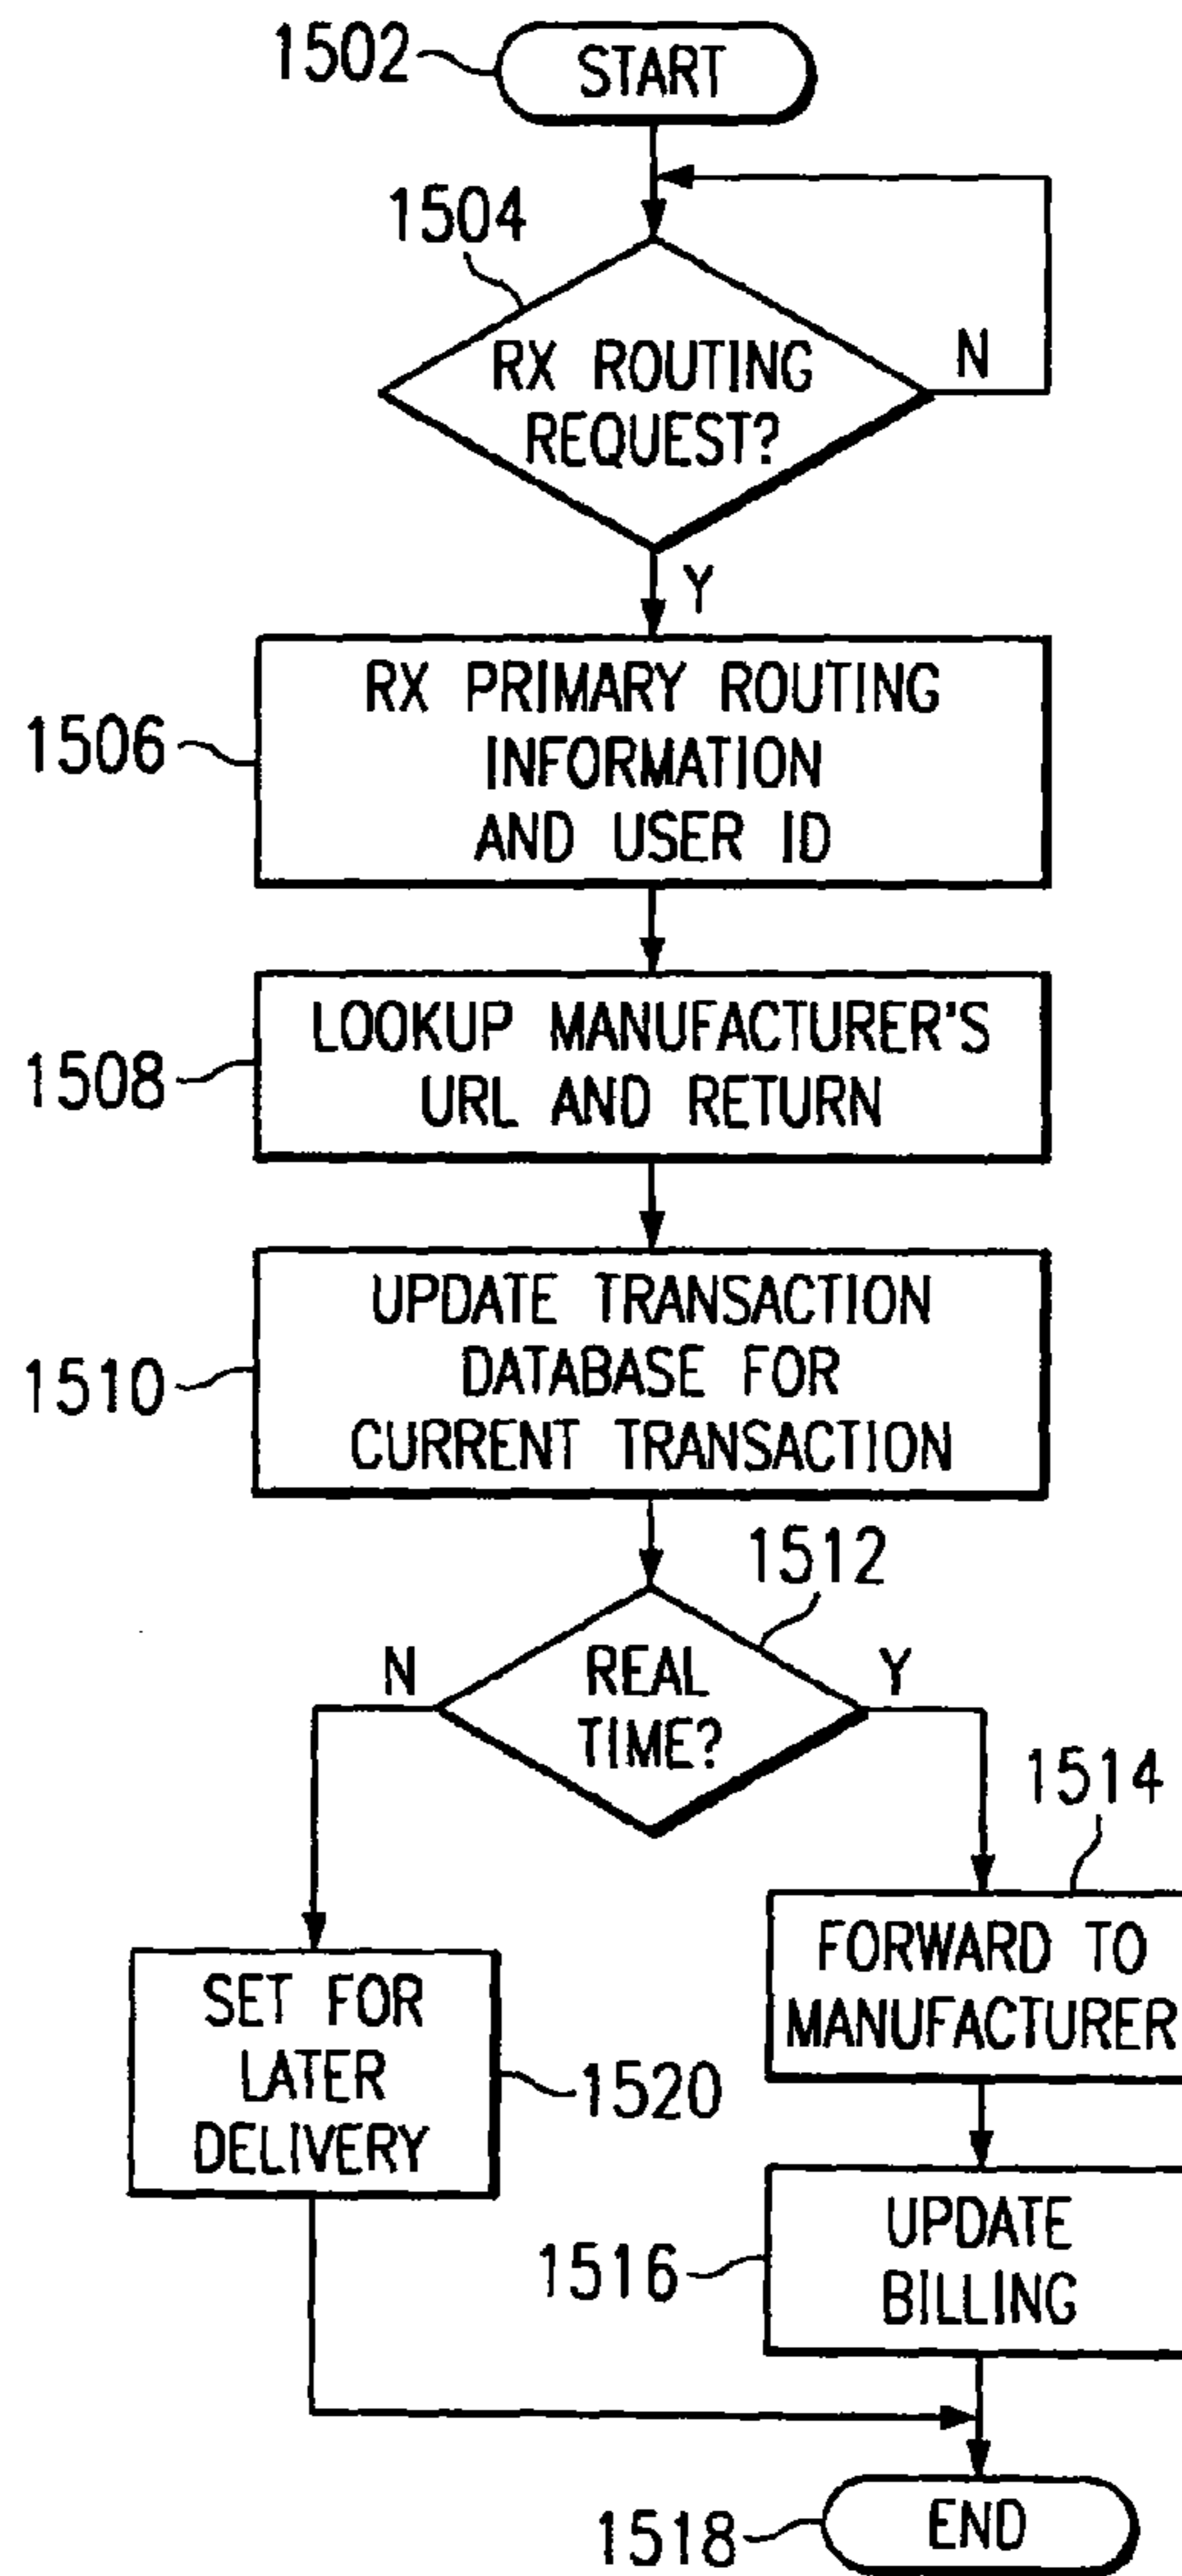 1502
START
1504
RX ROUTING
REQUEST?
N
Y
1506
RX PRIMARY ROUTING
INFORMATION
AND USER ID
1508
LOOKUP MANUFACTURER'S
URL AND RETURN
1510
UPDATE TRANSACTION
DATABASE FOR
CURRENT TRANSACTION
1512
N
REAL
TIME?
Y
1514
FORWARD TO
MANUFACTURER
SET FOR
LATER
DELIVERY
1520
1516
UPDATE
BILLING
1518
END